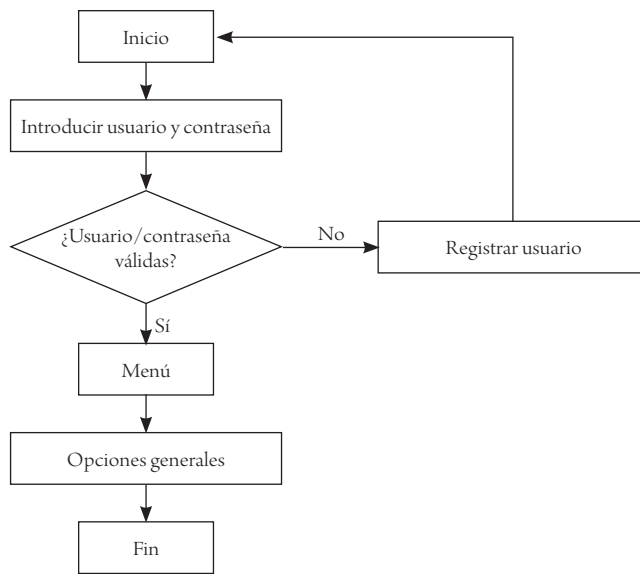 Inicio
Introducir usuario y contraseña
¿Usuario/contraseña
válidas?
No
Registrar usuario
Sí
Menú
Opciones generales
Fin